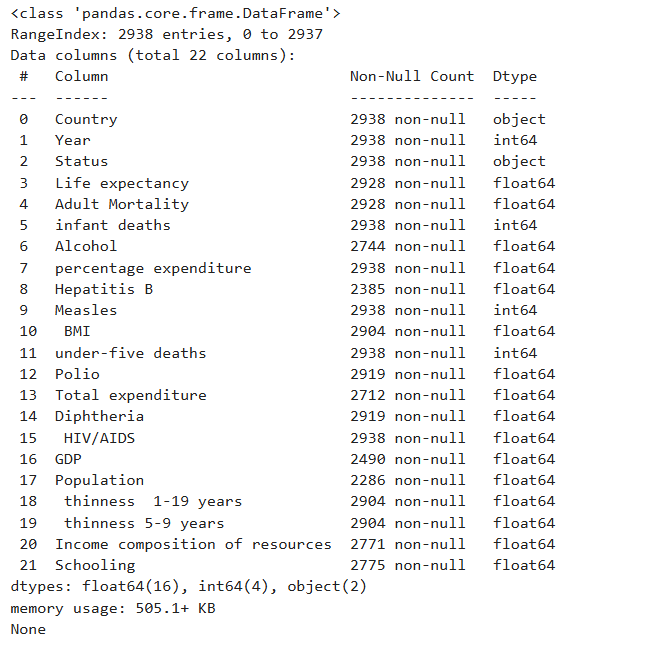 <class 'pandas.core.frame.DataFrame'>
RangeIndex: 2938 entries, 0 to 2937
Data columns (total 22 columns):
 #   Column                           Non-Null Count  Dtype
---  ------                           --------------  -----
 0   Country                          2938 non-null   object
 1   Year                             2938 non-null   int64
 2   Status                           2938 non-null   object
 3   Life expectancy                  2928 non-null   float64
 4   Adult Mortality                  2928 non-null   float64
 5   infant deaths                    2938 non-null   int64
 6   Alcohol                          2744 non-null   float64
 7   percentage expenditure           2938 non-null   float64
 8   Hepatitis B                      2385 non-null   float64
 9   Measles                          2938 non-null   int64
 10   BMI                             2904 non-null   float64
 11  under-five deaths                2938 non-null   int64
 12  Polio                            2919 non-null   float64
 13  Total expenditure                2712 non-null   float64
 14  Diphtheria                       2919 non-null   float64
 15   HIV/AIDS                        2938 non-null   float64
 16  GDP                              2490 non-null   float64
 17  Population                       2286 non-null   float64
 18   thinness  1-19 years            2904 non-null   float64
 19   thinness 5-9 years              2904 non-null   float64
 20  Income composition of resources  2771 non-null   float64
 21  Schooling                        2775 non-null   float64
dtypes: float64(16), int64(4), object(2)
memory usage: 505.1+ KB
None